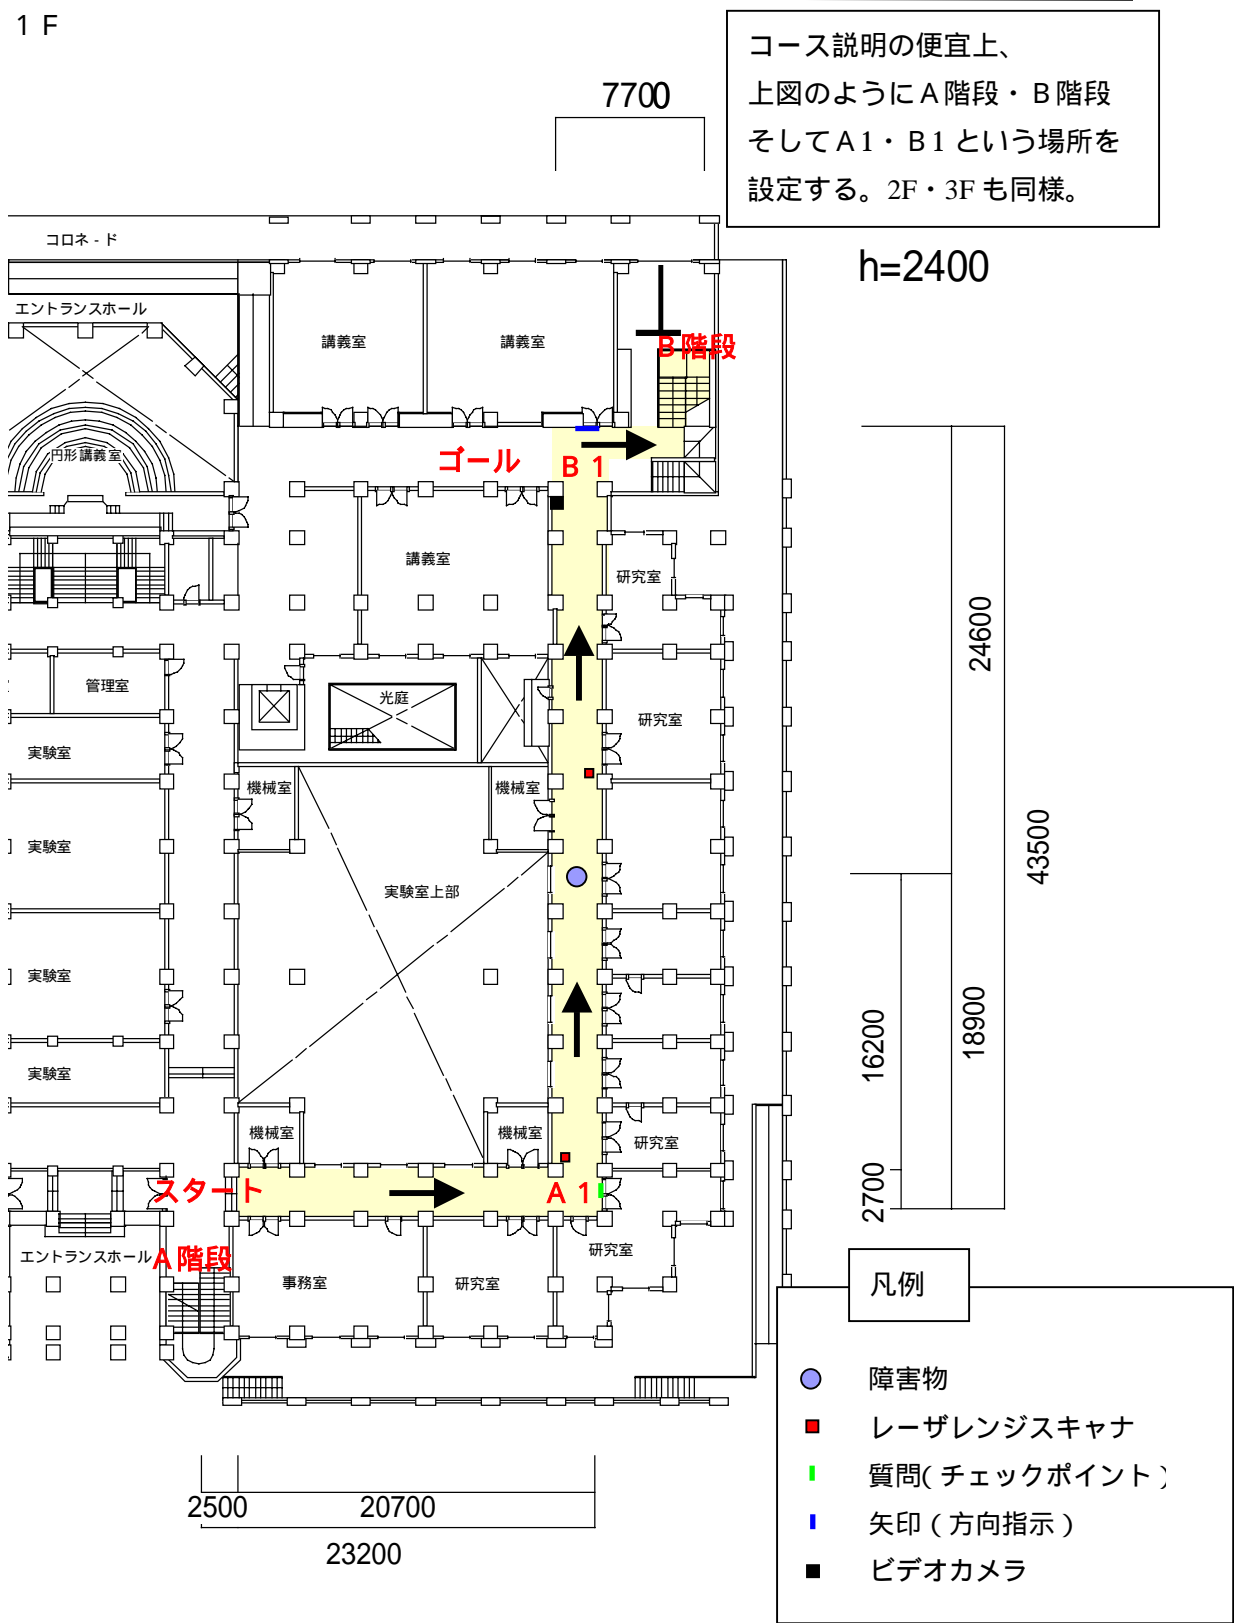 １Ｆ
コース説明の便宜上、
上図のようにＡ階段・Ｂ階段
そしてＡ1・Ｂ1という場所を
設定する。2F・3Fも同様。
7700
h=2400
コロネ-ド
エントランスホール
講義室
講義室
Ｂ階段
円形講義室
ゴール
Ｂ１
講義室
研究室
24600
管理室
光庭
研究室
実験室
機械室
機械室
43500
実験室
実験室上部
実験室
16200
18900
実験室
機械室
機械室
研究室
スタート
Ａ１
2700
エントランスホール
Ａ階段
研究室
事務室
研究室
凡例
障害物
レーザレンジスキャナ
質問(チェックポイント)
矢印(方向指示)
ビデオカメラ
2500
20700
23200